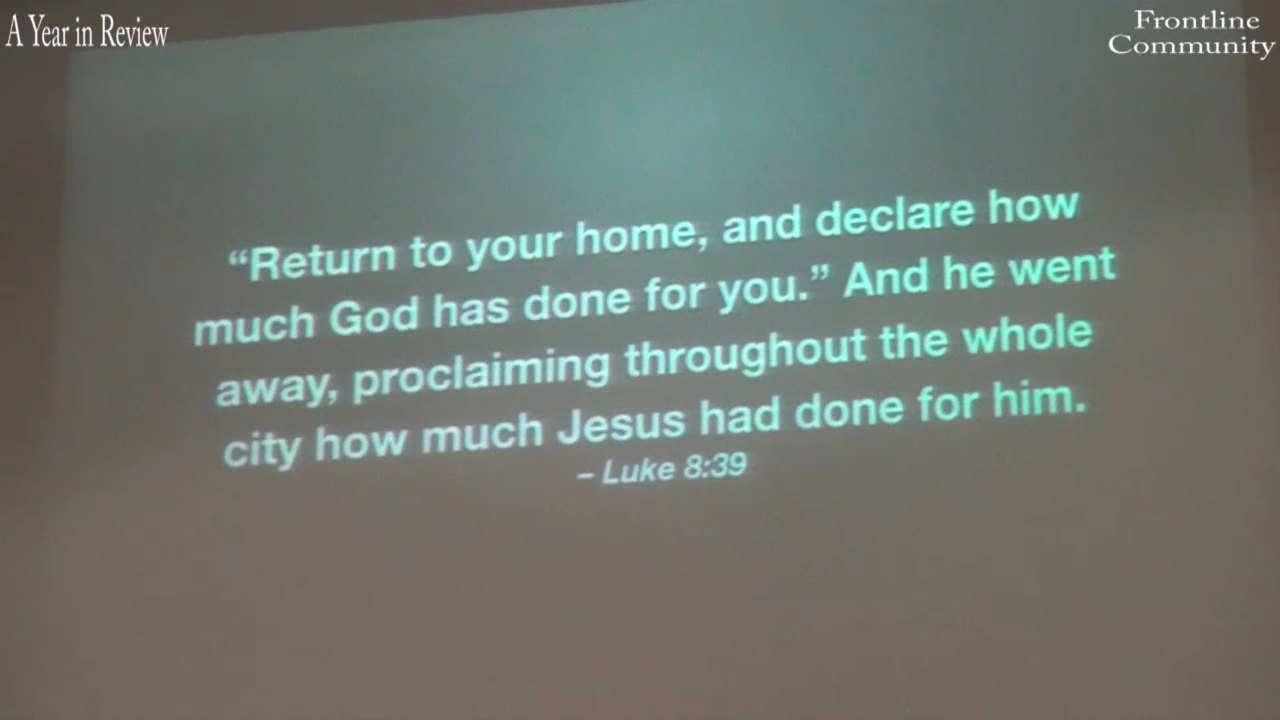 A Year in Review
Frontline
Community
“Return to your home, and declare how
much God has done for you.” And he went
away, proclaiming throughout the whole
city how much Jesus had done for him.
– Luke 8:39